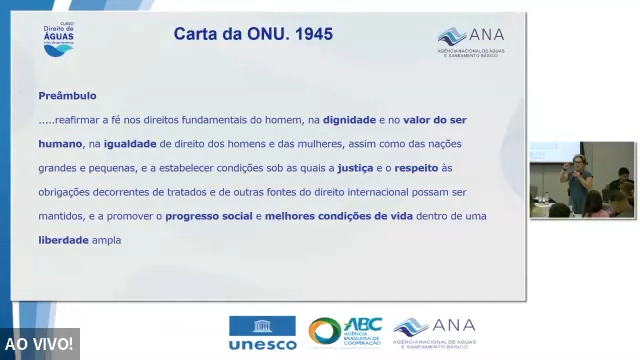 CURSO
Direito de
ÁGUAS
Carta da ONU. 1945
ANA
AGÊNCIA NACIONAL DE ÁGUAS
E SANEAMENTO BÁSICO
Preâmbulo
.....reafirmar a fé nos direitos fundamentais do homem, na dignidade e no valor do ser
humano, na igualdade de direito dos homens e das mulheres, assim como das nações
grandes e pequenas, e a estabelecer condições sob as quais a justiça e o respeito às
obrigações decorrentes de tratados e de outras fontes do direito internacional possam ser
mantidos, e a promover o progresso social e melhores condições de vida dentro de uma
liberdade ampla
AO VIVO!
unesco
ABC
AGÊNCIA
BRASILEIRA DE
COOPERAÇÃO
ANA
AGÊNCIA NACIONAL DE ÁGUAS
E SANEAMENTO BÁSICO